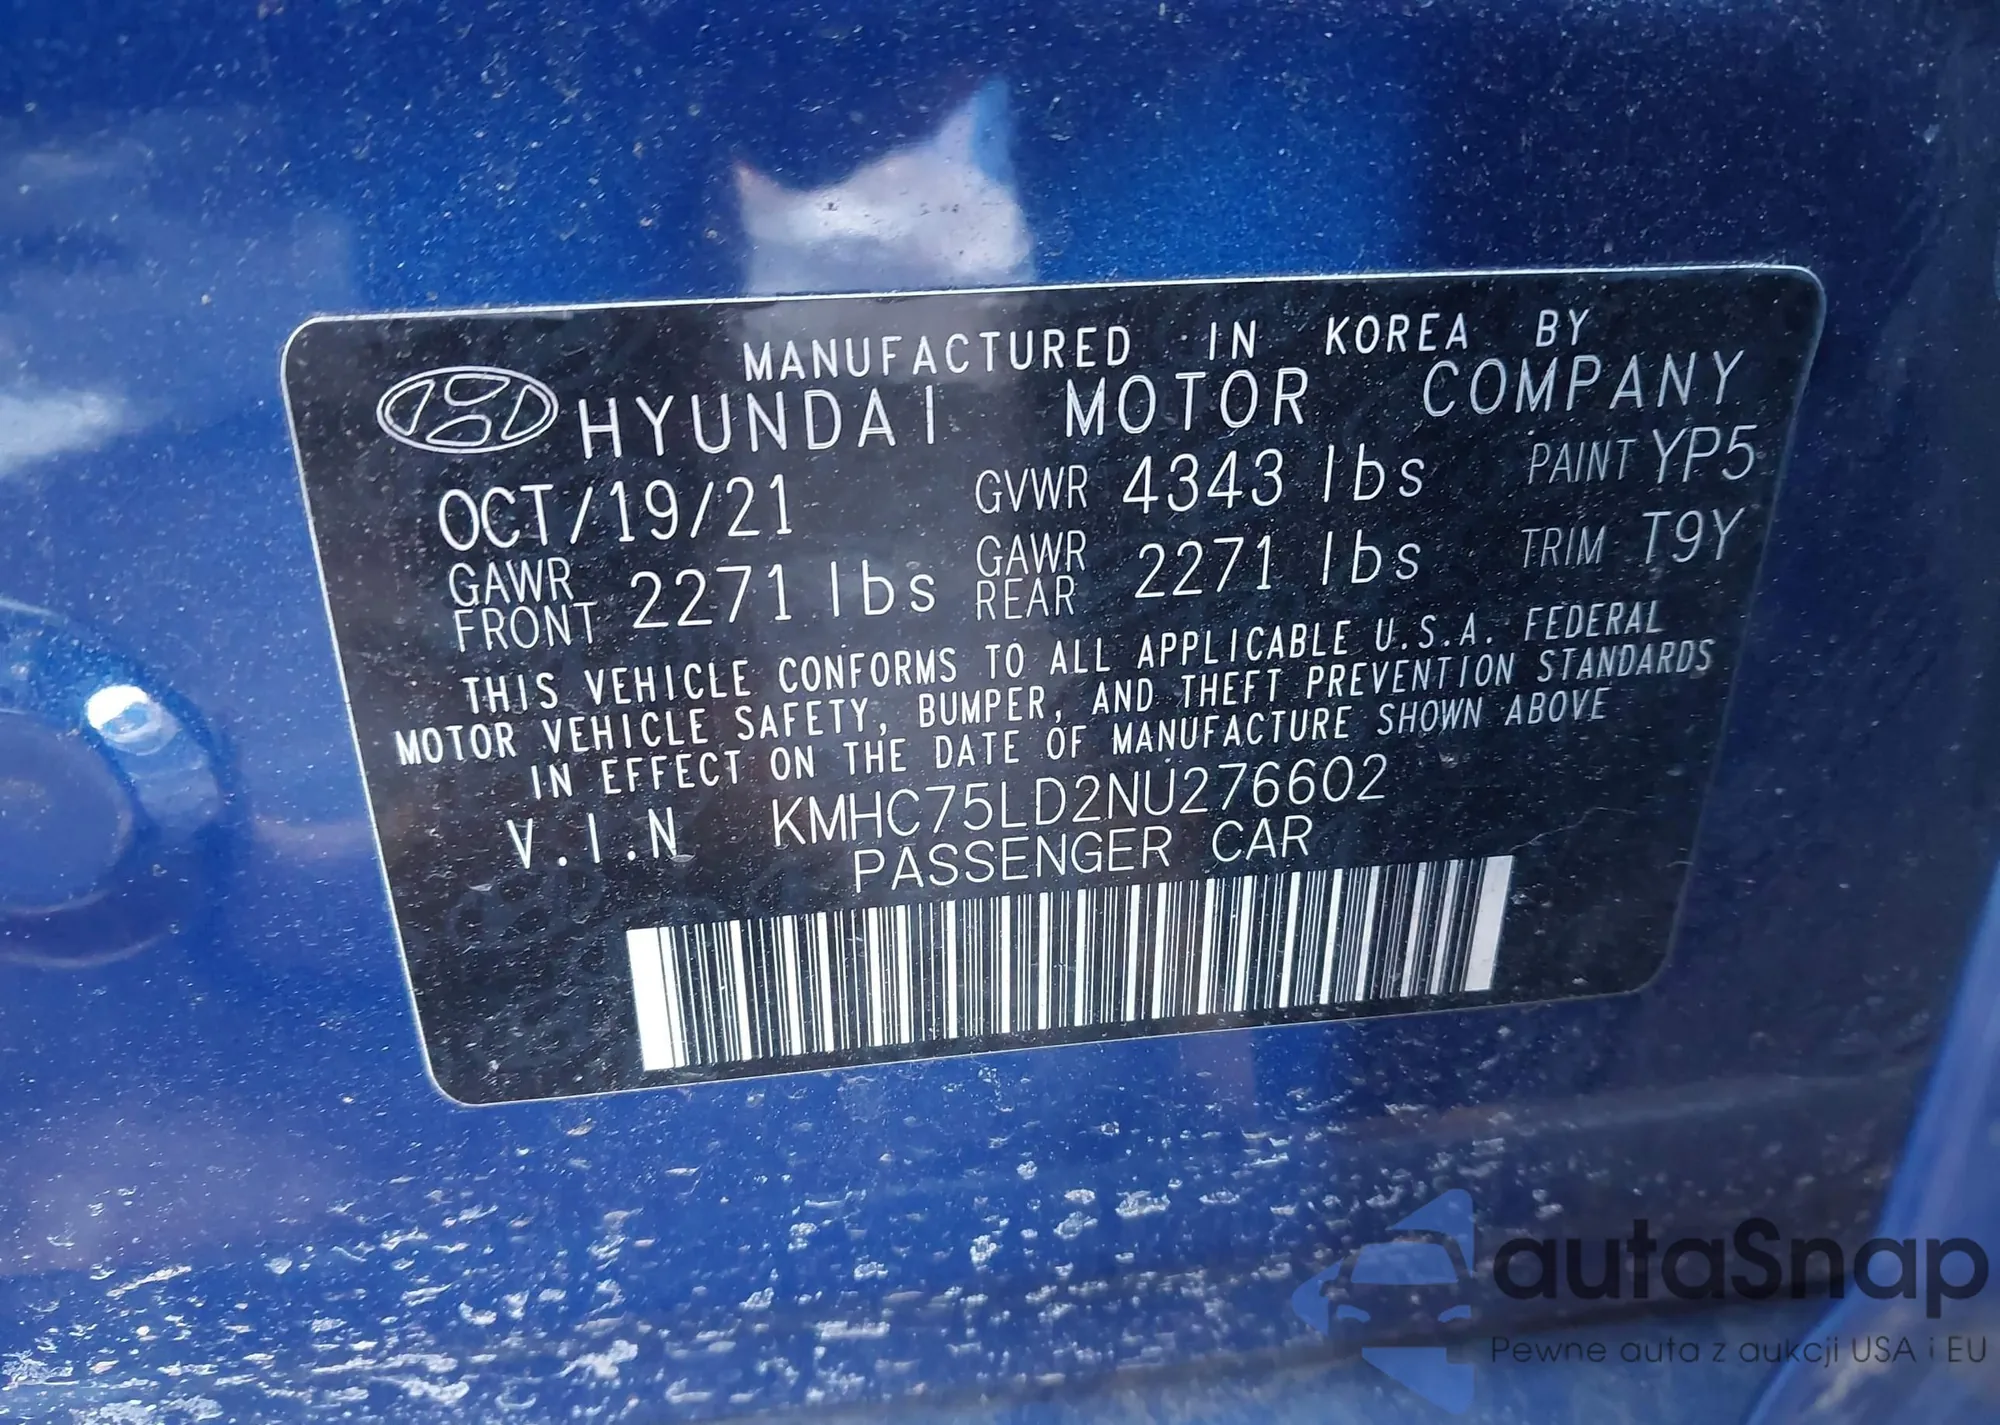 MANUFACTURED IN KOREA BY
HYUNDAI MOTOR COMPANY
OCT/19/21 GVWR 4343 lbs PAINT YP5
GAWR FRONT 2271 lbs GAWR REAR 2271 lbs TRIM T9Y
THIS VEHICLE CONFORMS TO ALL APPLICABLE U.S.A. FEDERAL
MOTOR VEHICLE SAFETY, BUMPER, AND THEFT PREVENTION STANDARDS
IN EFFECT ON THE DATE OF MANUFACTURE SHOWN ABOVE
V.I.N KMHC75LD2NU276602
PASSENGER CAR
autaSnap
Pewne auta z aukcji USA i EU